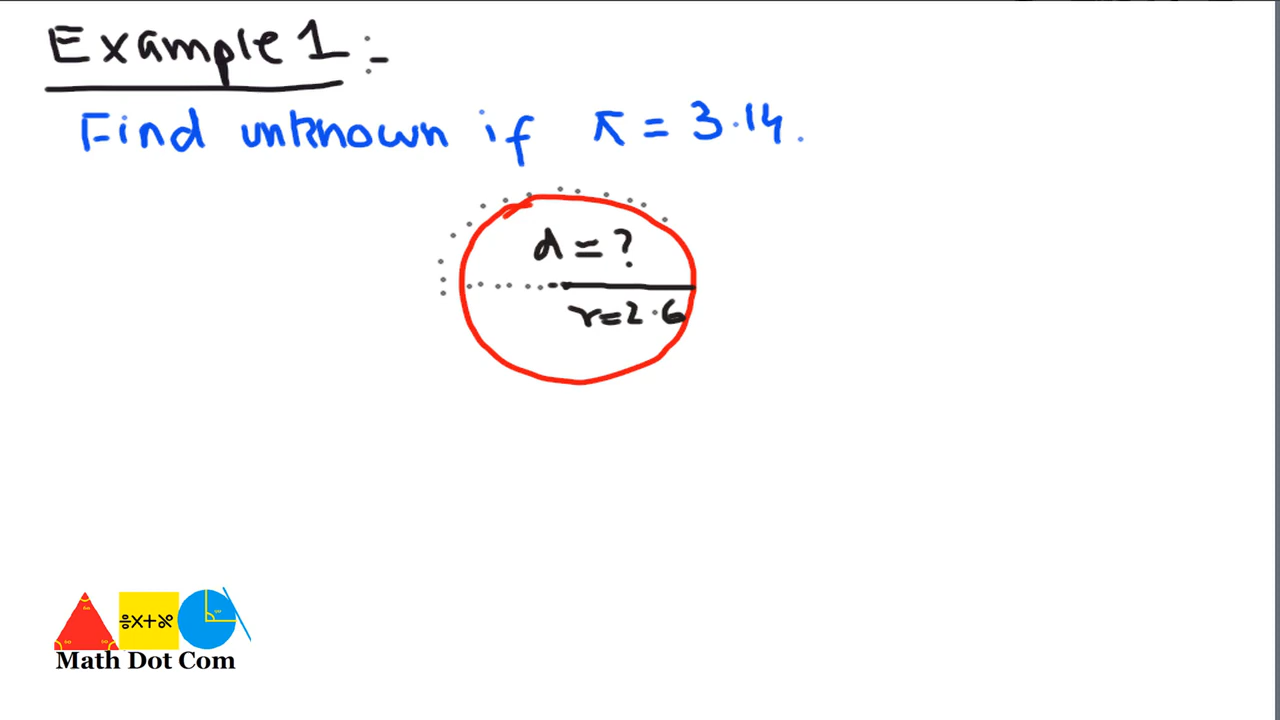 Example 1:-
Find unknown if π = 3.14.
d = ?
r=2.6
÷×+%
Math Dot Com